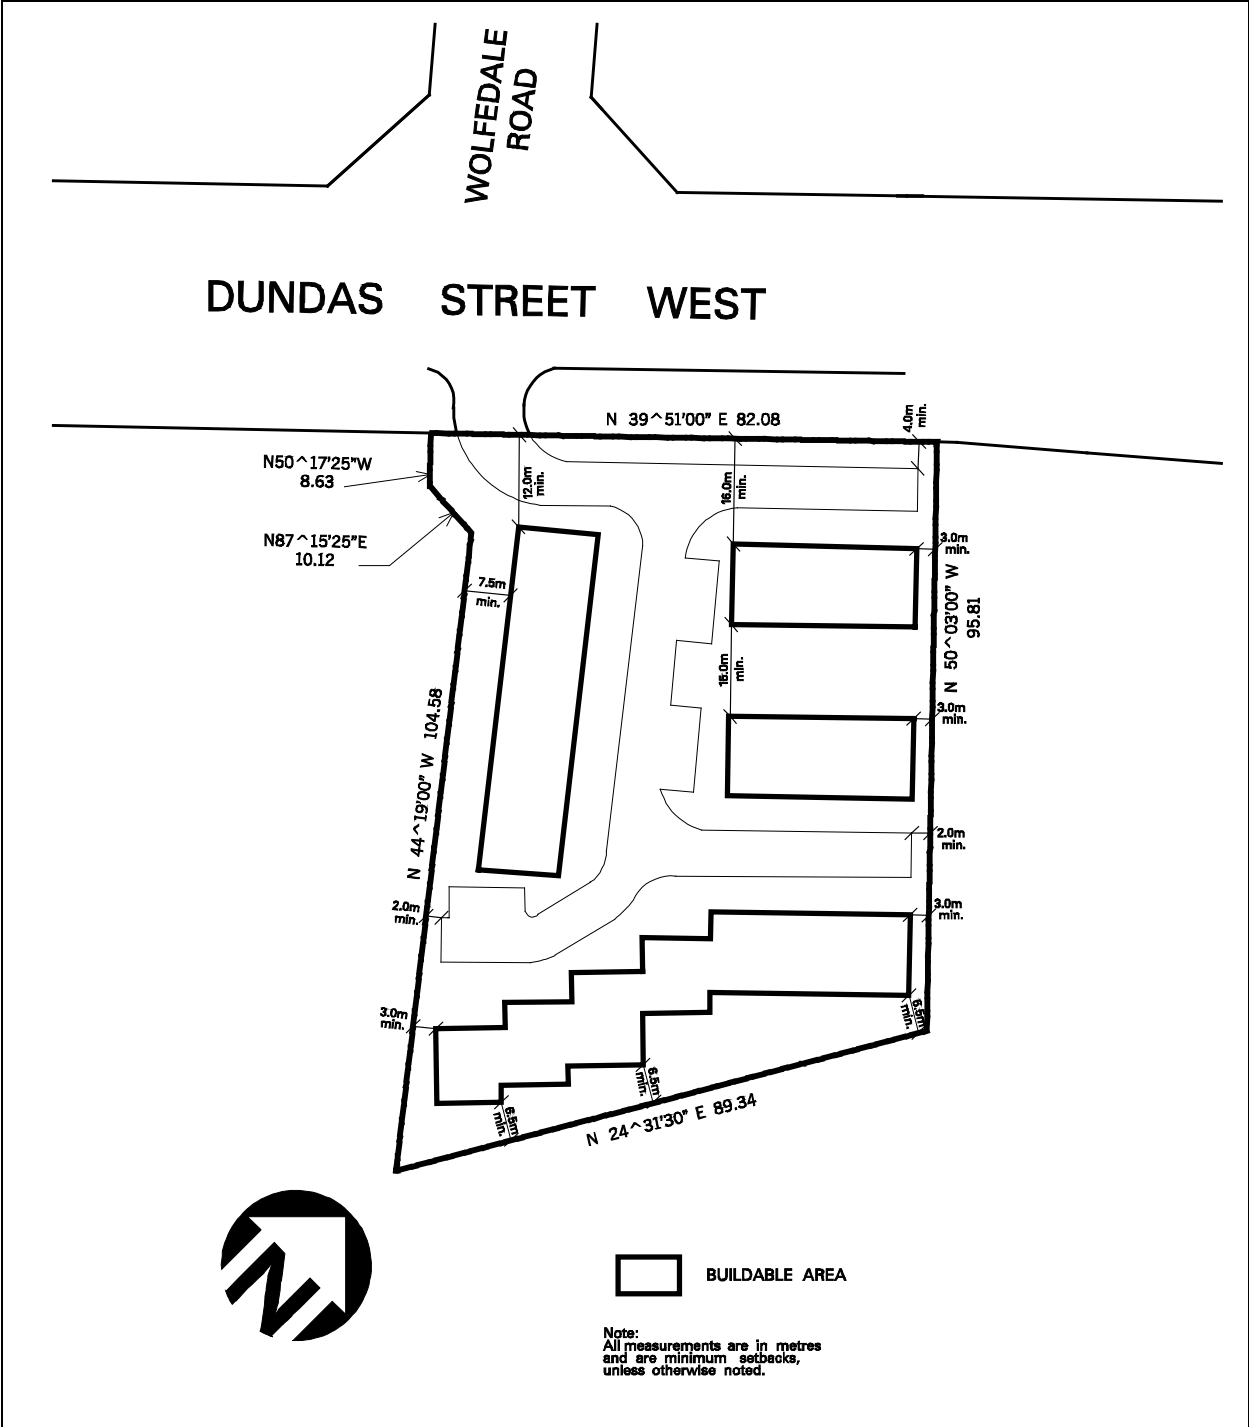 WOLFEDALE
ROAD
DUNDAS STREET WEST
N 39^51'00" E 82.08
4.0m
min.
N50^17'25"W
8.63
12.0m
min.
16.0m
min.
N87^15'25"E
10.12
3.0m
min.
7.5m
min.
N 50^03'00" W
95.81
15.0m
min.
3.0m
min.
N 44^19'00" W 104.58
2.0m
min.
2.0m
min.
3.0m
min.
3.0m
min.
6.5m
min.
6.5m
min.
6.5m
min.
N 24^31'30" E 89.34
N
BUILDABLE AREA
Note:
All measurements are in metres
and are minimum setbacks,
unless otherwise noted.